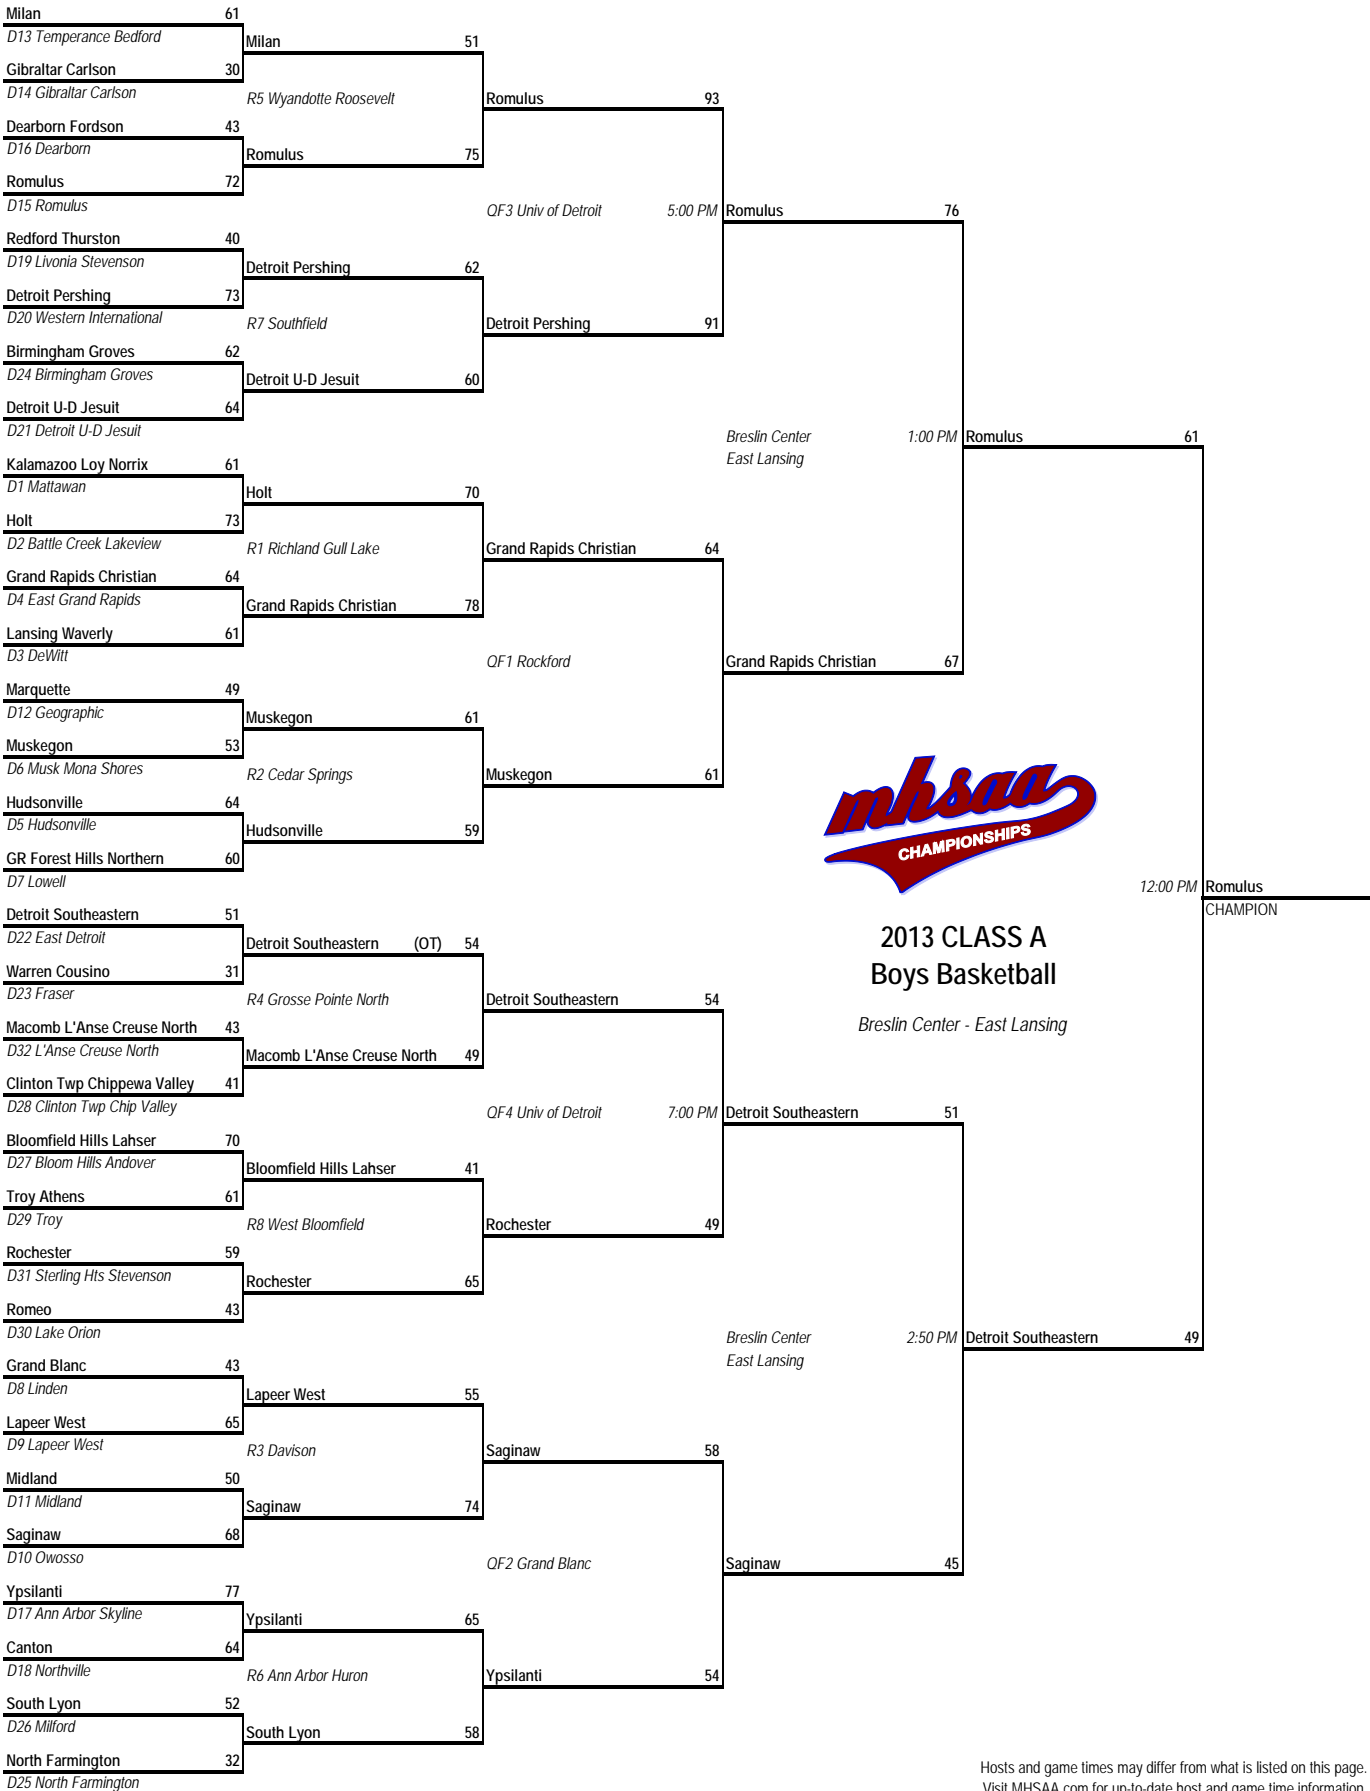 Milan 61
D13 Temperance Bedford
Gibraltar Carlson 30
D14 Gibraltar Carlson
Dearborn Fordson 43
D16 Dearborn
Romulus 72
D15 Romulus
Redford Thurston 40
D19 Livonia Stevenson
Detroit Pershing 73
D20 Western International
Birmingham Groves 62
D24 Birmingham Groves
Detroit U-D Jesuit 64
D21 Detroit U-D Jesuit
Kalamazoo Loy Norrix 61
D1 Mattawan
Holt 73
D2 Battle Creek Lakeview
Grand Rapids Christian 64
D4 East Grand Rapids
Lansing Waverly 61
D3 DeWitt
Marquette 49
D12 Geographic
Muskegon 53
D6 Musk Mona Shores
Hudsonville 64
D5 Hudsonville
GR Forest Hills Northern 60
D7 Lowell
Detroit Southeastern 51
D22 East Detroit
Warren Cousino 31
D23 Fraser
Macomb L'Anse Creuse North 43
D32 L'Anse Creuse North
Clinton Twp Chippewa Valley 41
D28 Clinton Twp Chip Valley
Bloomfield Hills Lahser 70
D27 Bloom Hills Andover
Troy Athens 61
D29 Troy
Rochester 59
D31 Sterling Hts Stevenson
Romeo 43
D30 Lake Orion
Grand Blanc 43
D8 Linden
Lapeer West 65
D9 Lapeer West
Midland 50
D11 Midland
Saginaw 68
D10 Owosso
Ypsilanti 77
D17 Ann Arbor Skyline
Canton 64
D18 Northville
South Lyon 52
D26 Milford
North Farmington 32
D25 North Farmington
Milan 51
R5 Wyandotte Roosevelt
Romulus 75
Detroit Pershing 62
R7 Southfield
Detroit U-D Jesuit 60
Holt 70
R1 Richland Gull Lake
Grand Rapids Christian 78
Muskegon 61
R2 Cedar Springs
Hudsonville 59
Detroit Southeastern (OT) 54
R4 Grosse Pointe North
Macomb L'Anse Creuse North 49
Bloomfield Hills Lahser 41
R8 West Bloomfield
Rochester 65
Lapeer West 55
R3 Davison
Saginaw 74
Ypsilanti 65
R6 Ann Arbor Huron
South Lyon 58
Romulus 93
QF3 Univ of Detroit 5:00 PM
Detroit Pershing 91
Grand Rapids Christian 64
QF1 Rockford
Muskegon 61
Detroit Southeastern 54
QF4 Univ of Detroit 7:00 PM
Rochester 49
Saginaw 58
QF2 Grand Blanc
Ypsilanti 54
Romulus 76
Breslin Center 1:00 PM
East Lansing
Grand Rapids Christian 67
Detroit Southeastern 51
Breslin Center 2:50 PM
East Lansing
Saginaw 45
Romulus 61
12:00 PM
Detroit Southeastern 49
Romulus
CHAMPION
mhsaa
CHAMPIONSHIPS
2013 CLASS A
Boys Basketball
Breslin Center - East Lansing
Hosts and game times may differ from what is listed on this page.
Visit MHSAA.com for up-to-date host and game time information.